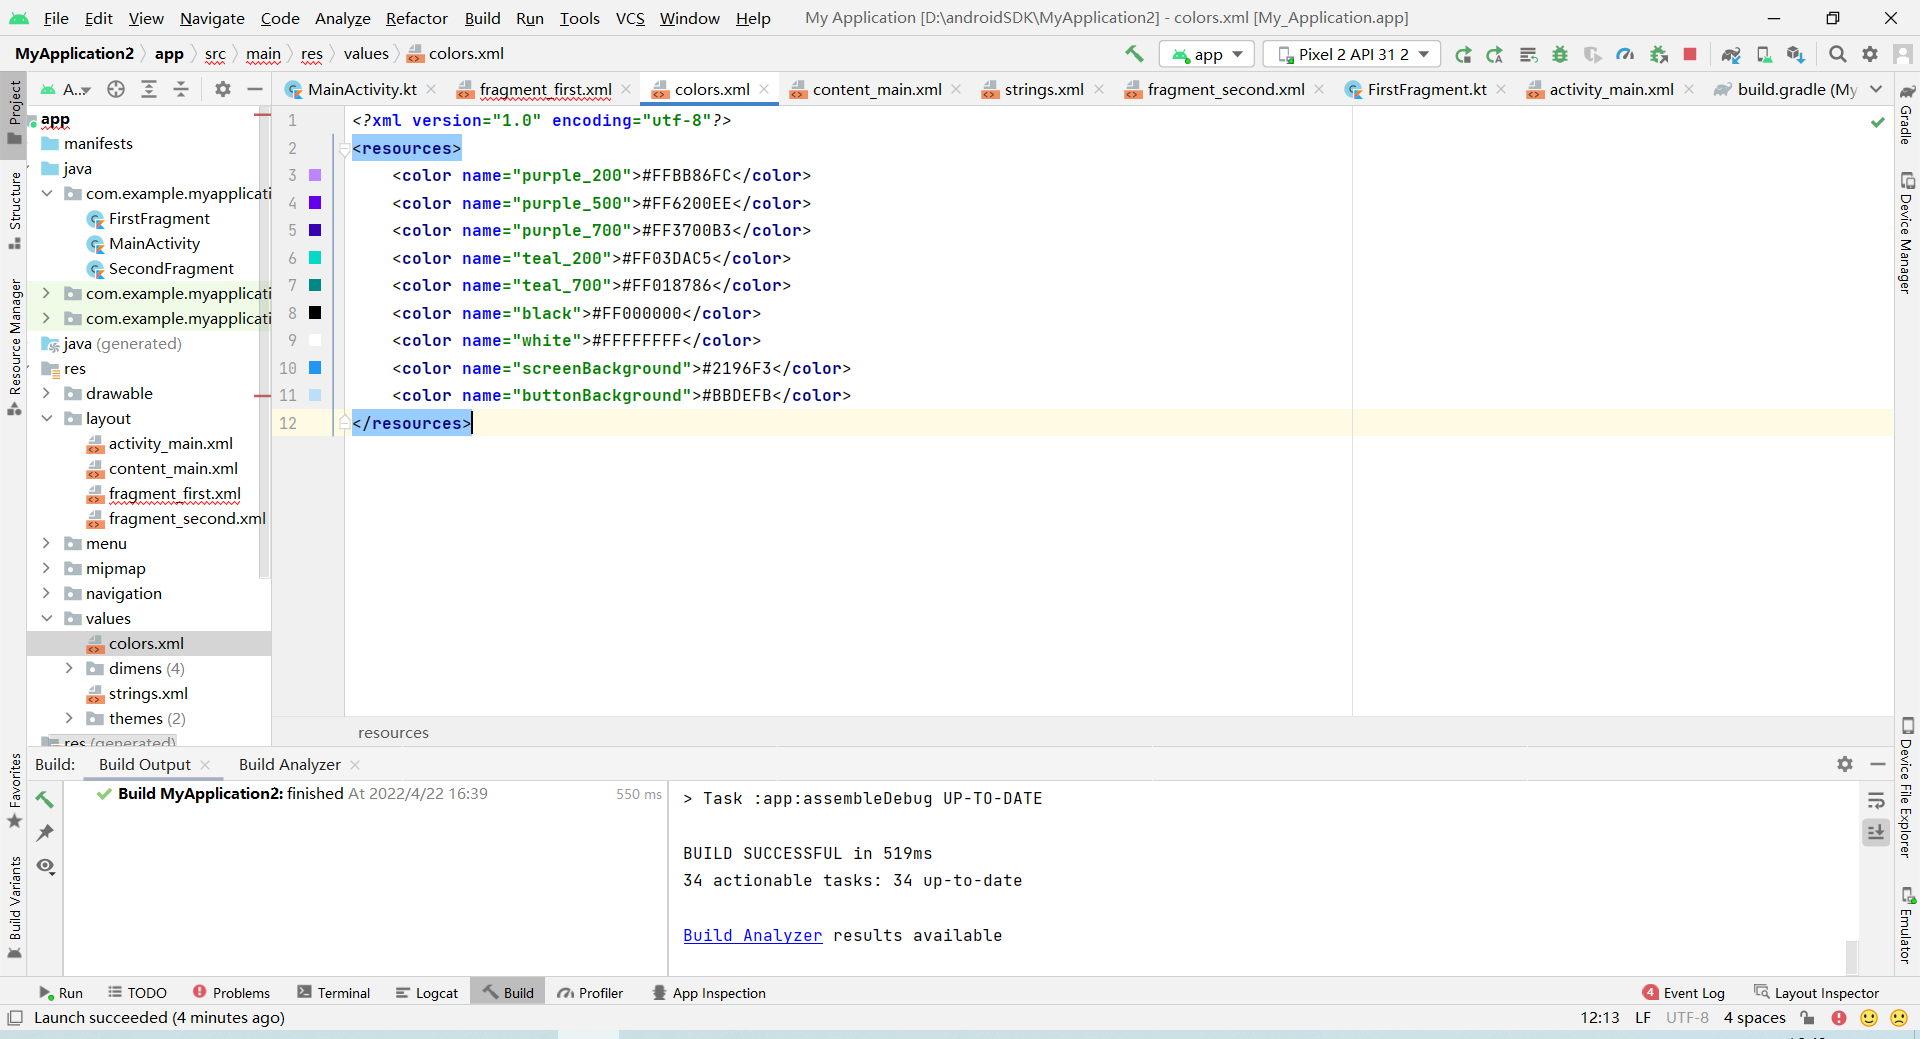 File Edit View Navigate Code Analyze Refactor Build Run Tools VCS Window Help My Application [D:\androidSDK\MyApplication2] - colors.xml [My_Application.app]
MyApplication2 app src main res values colors.xml app Pixel 2 API 31 2
A... MainActivity.kt fragment_first.xml colors.xml content_main.xml strings.xml fragment_second.xml FirstFragment.kt activity_main.xml build.gradle (My
Project
Structure
Resource Manager
Favorites
Build Variants
app
manifests
java
com.example.myapplicati
FirstFragment
MainActivity
SecondFragment
com.example.myapplicati
com.example.myapplicati
java (generated)
res
drawable
layout
activity_main.xml
content_main.xml
fragment_first.xml
fragment_second.xml
menu
mipmap
navigation
values
colors.xml
dimens (4)
strings.xml
themes (2)
res (generated)
1 <?xml version="1.0" encoding="utf-8"?>
2 <resources>
3 <color name="purple_200">#FFBB86FC</color>
4 <color name="purple_500">#FF6200EE</color>
5 <color name="purple_700">#FF3700B3</color>
6 <color name="teal_200">#FF03DAC5</color>
7 <color name="teal_700">#FF018786</color>
8 <color name="black">#FF000000</color>
9 <color name="white">#FFFFFFFF</color>
10 <color name="screenBackground">#2196F3</color>
11 <color name="buttonBackground">#BBDEFB</color>
12 </resources>
resources
Gradle
Device Manager
Device File Explorer
Emulator
Build: Build Output Build Analyzer
Build MyApplication2: finished At 2022/4/22 16:39 550 ms
> Task :app:assembleDebug UP-TO-DATE
BUILD SUCCESSFUL in 519ms
34 actionable tasks: 34 up-to-date
Build Analyzer results available
Run TODO Problems Terminal Logcat Build Profiler App Inspection 4 Event Log Layout Inspector
Launch succeeded (4 minutes ago) 12:13 LF UTF-8 4 spaces